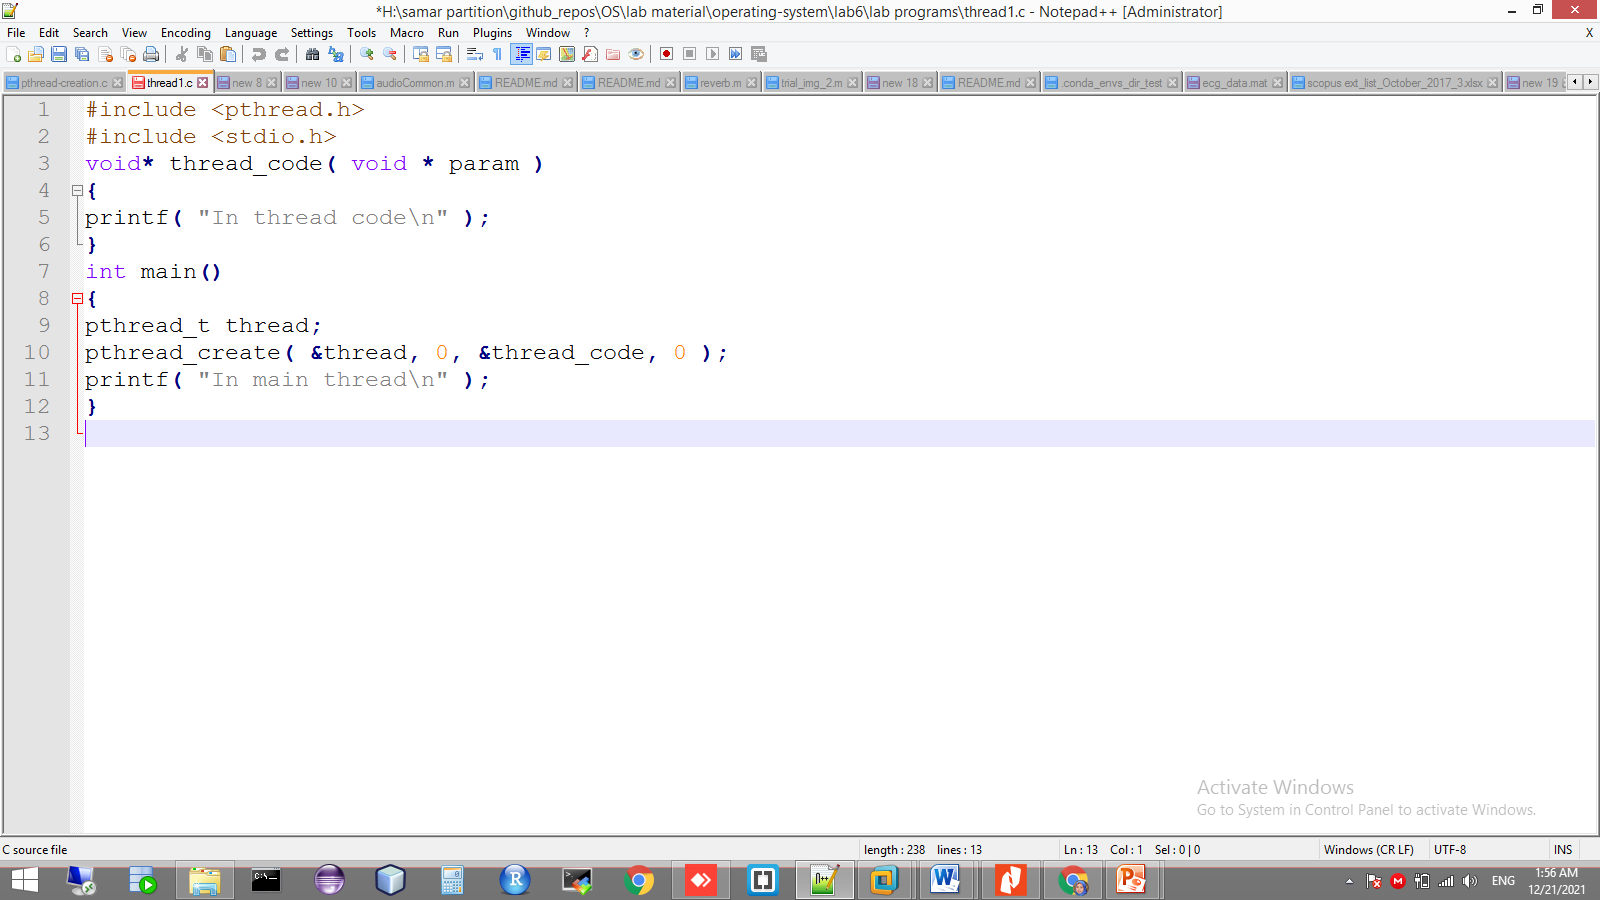 *H:\samar partition\github_repos\OS\lab material\operating-system\lab6\lab programs\thread1.c - Notepad++ [Administrator]
File Edit Search View Encoding Language Settings Tools Macro Run Plugins Window ? X
pthread-creation.c thread1.c new 8 new 10 audioCommon.m README.md README.md reverb.m trial_img_2.m new 18 README.md .conda_envs_dir_test ecg_data.mat scopus ext_list_October_2017_3.xlsx new 19
1 #include <pthread.h>
2 #include <stdio.h>
3 void* thread_code( void * param )
4 {
5 printf( "In thread code\n" );
6 }
7 int main()
8 {
9 pthread_t thread;
10 pthread_create( &thread, 0, &thread_code, 0 );
11 printf( "In main thread\n" );
12 }
13
Activate Windows
Go to System in Control Panel to activate Windows.
C source file length : 238 lines : 13 Ln : 13 Col : 1 Sel : 0 | 0 Windows (CR LF) UTF-8 INS
ENG 1:56 AM
12/21/2021